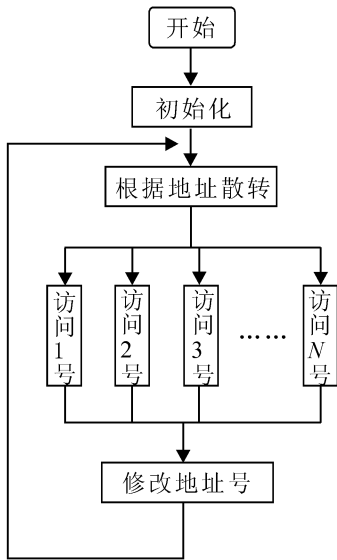 开始
初始化
根据地址散转
访问1号
访问2号
访问3号
……
访问N号
修改地址号